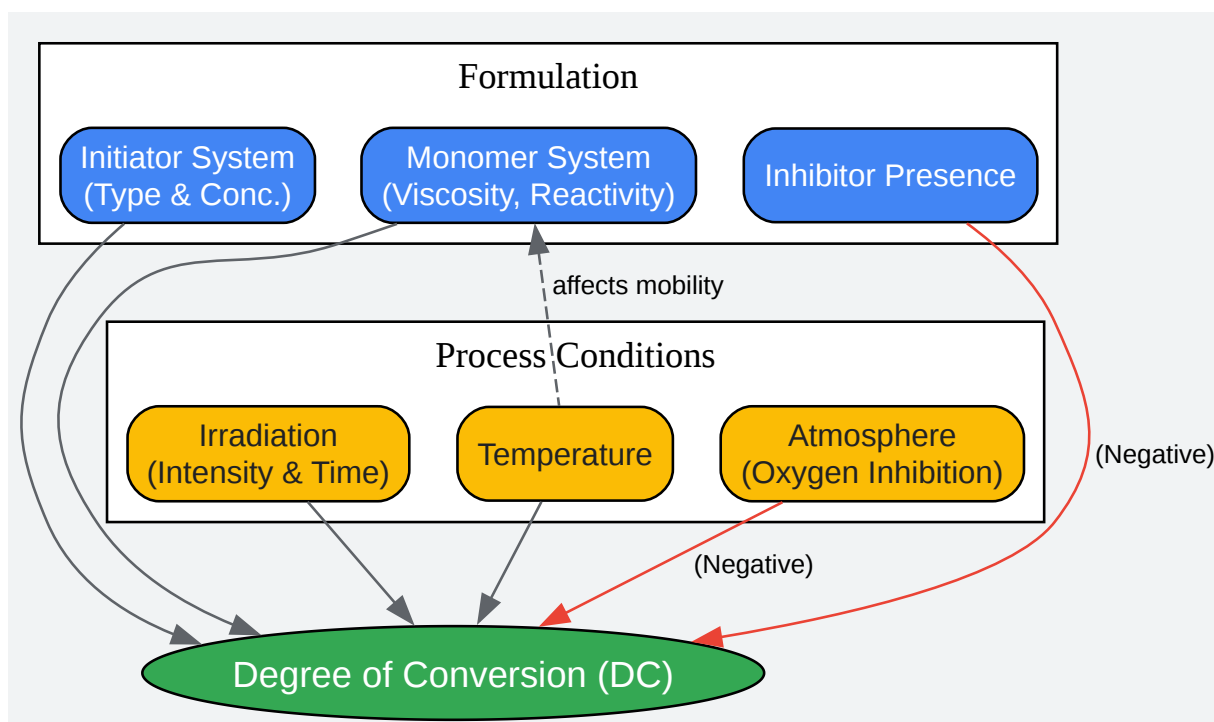 Formulation
Initiator System
(Type & Conc.)
Monomer System
(Viscosity, Reactivity)
Inhibitor Presence
affects mobility
Process Conditions
Irradiation
(Intensity & Time)
Temperature
Atmosphere
(Oxygen Inhibition)
(Negative)
(Negative)
Degree of Conversion (DC)